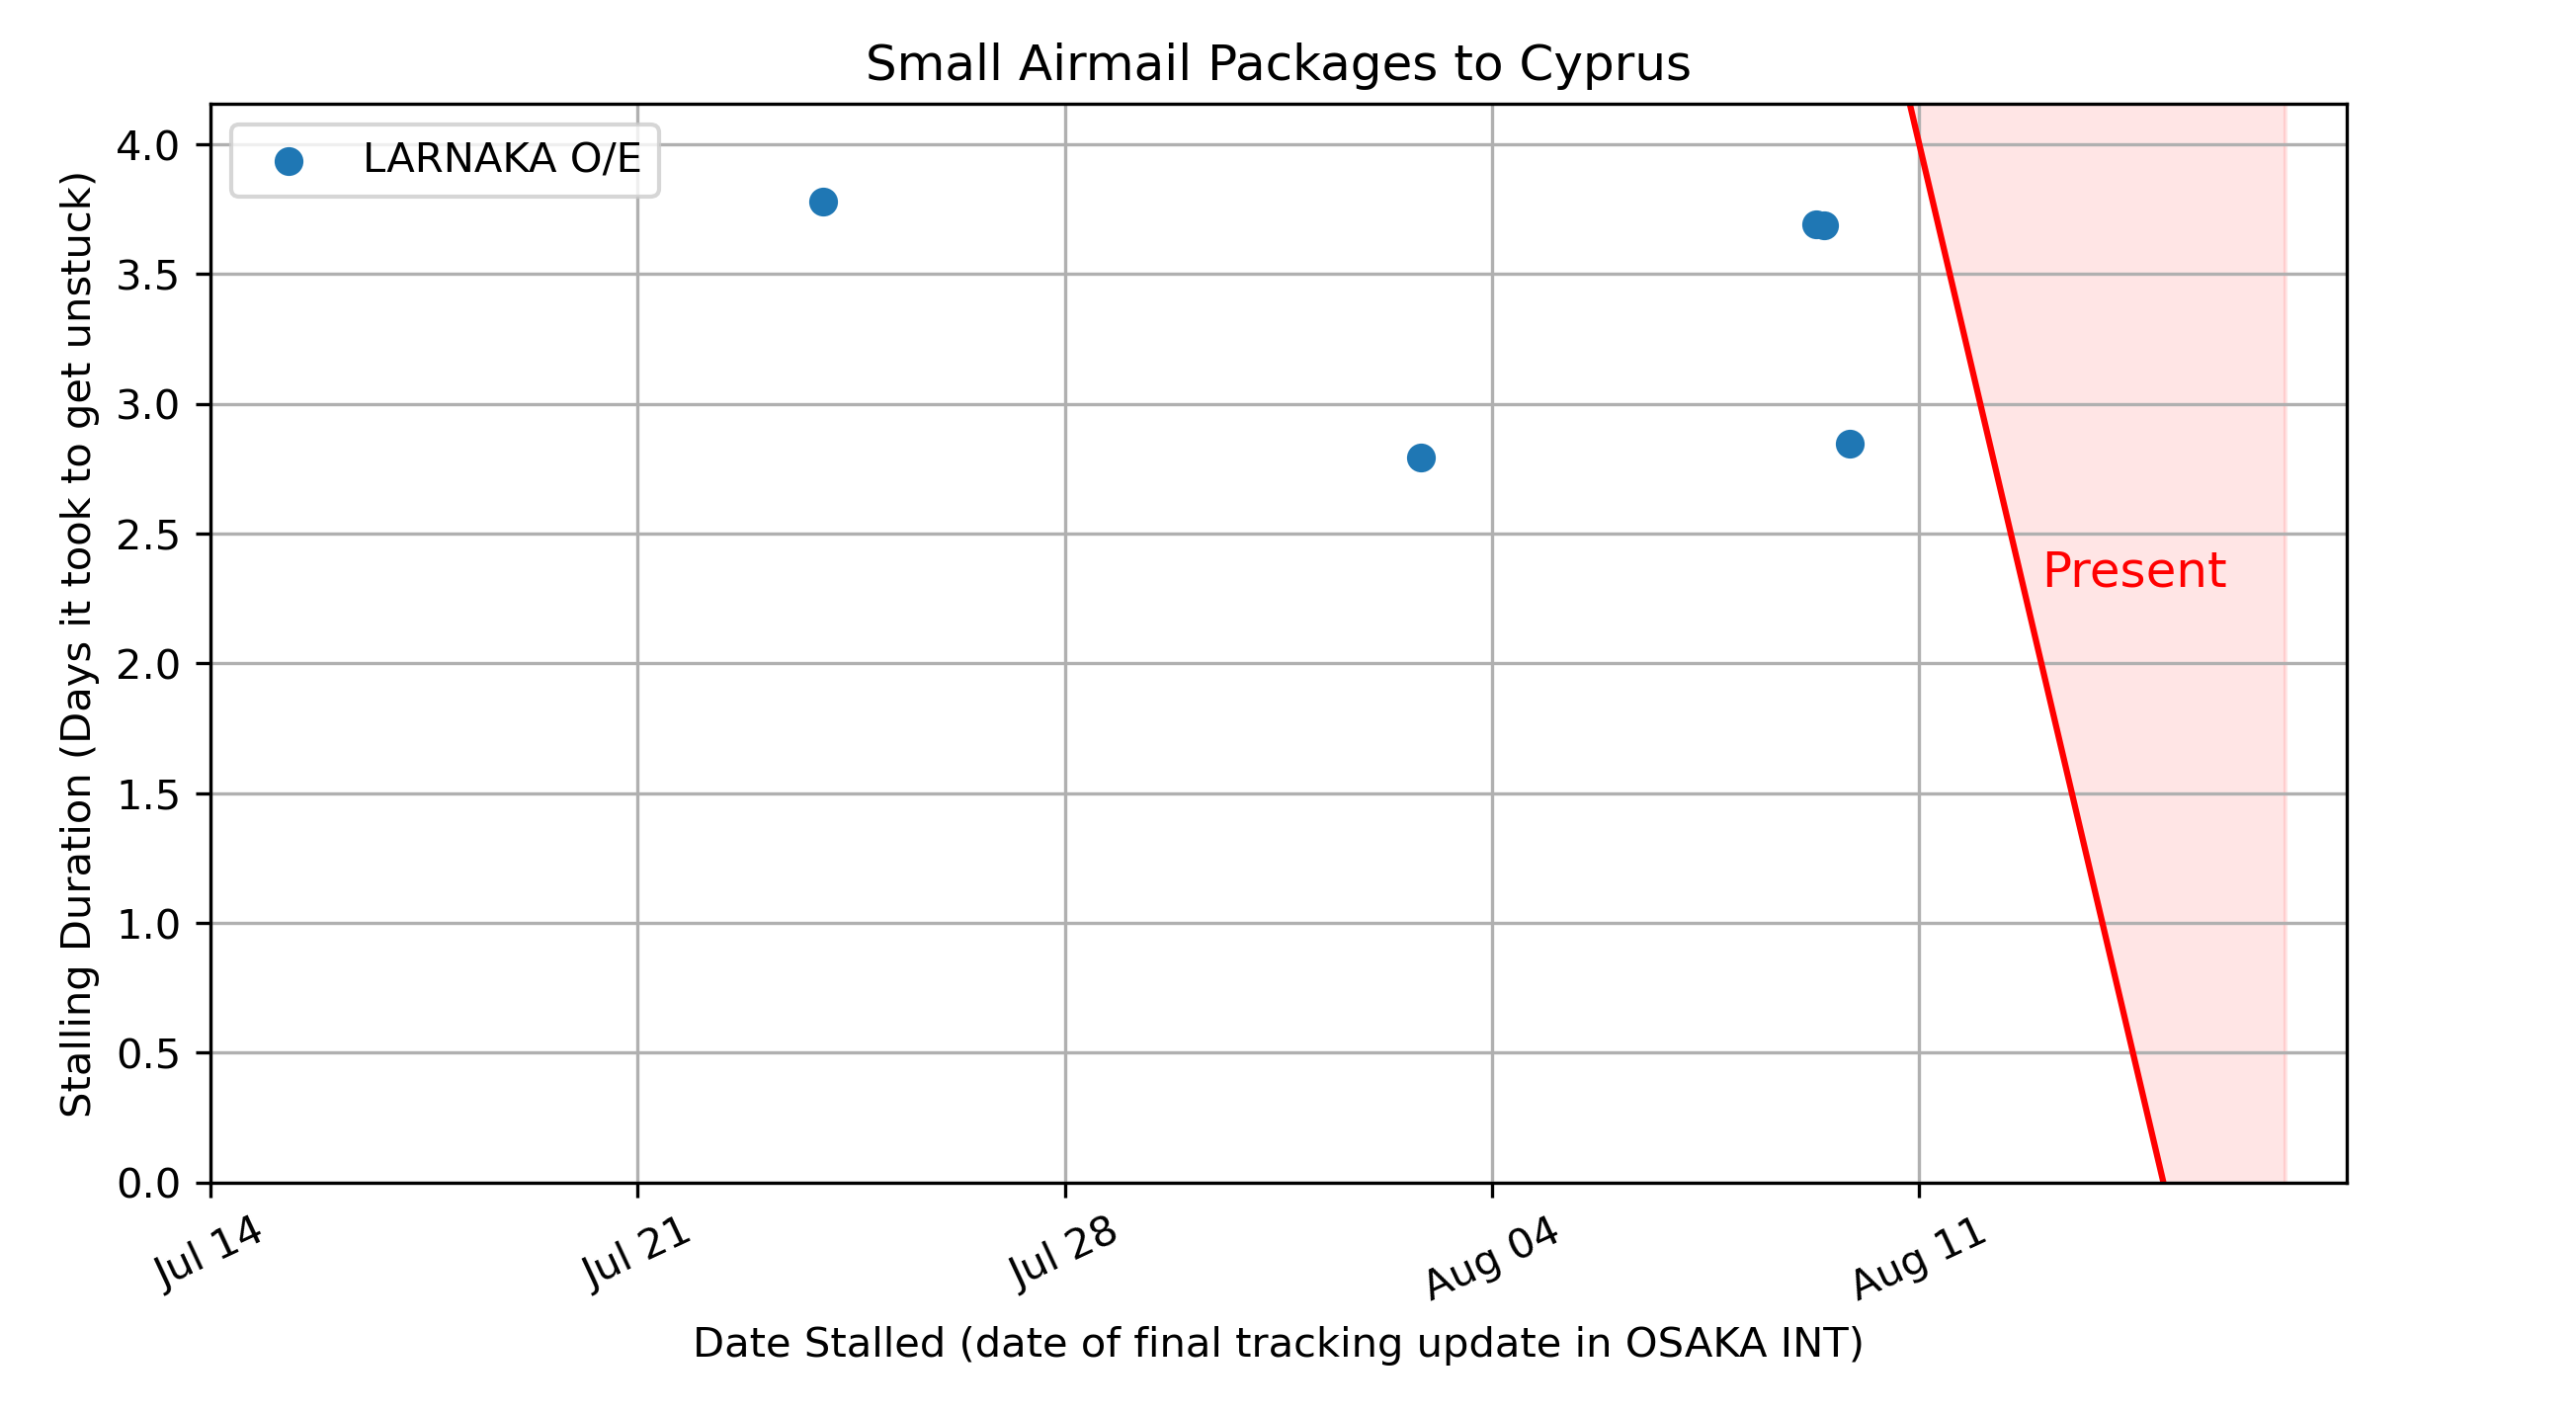 Small Airmail Packages to Cyprus
LARNAKA O/E
Stalling Duration (Days it took to get unstuck)
4.0
3.5
3.0
2.5
2.0
1.5
1.0
0.5
0.0
Present
Jul 14
Jul 21
Jul 28
Aug 04
Aug 11
Date Stalled (date of final tracking update in OSAKA INT)